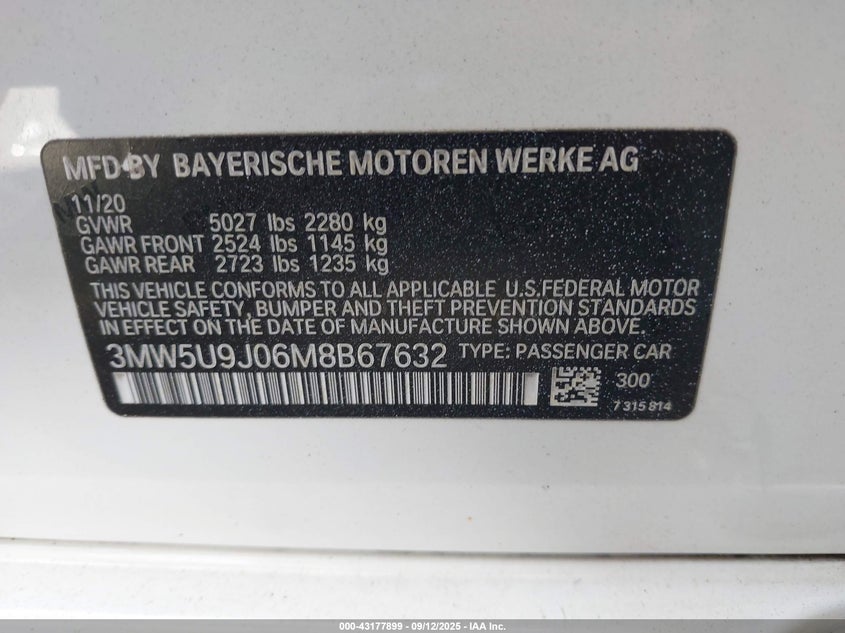 MFD BY BAYERISCHE MOTOREN WERKE AG
11/20
GVWR 5027 lbs 2280 kg
GAWR FRONT 2524 lbs 1145 kg
GAWR REAR 2723 lbs 1235 kg
THIS VEHICLE CONFORMS TO ALL APPLICABLE U.S.FEDERAL MOTOR
VEHICLE SAFETY, BUMPER AND THEFT PREVENTION STANDARDS
IN EFFECT ON THE DATE OF MANUFACTURE SHOWN ABOVE.
3MW5U9J06M8B67632 TYPE: PASSENGER CAR
300
7 315 814
000-43177899 - 09/12/2025 - IAA Inc.